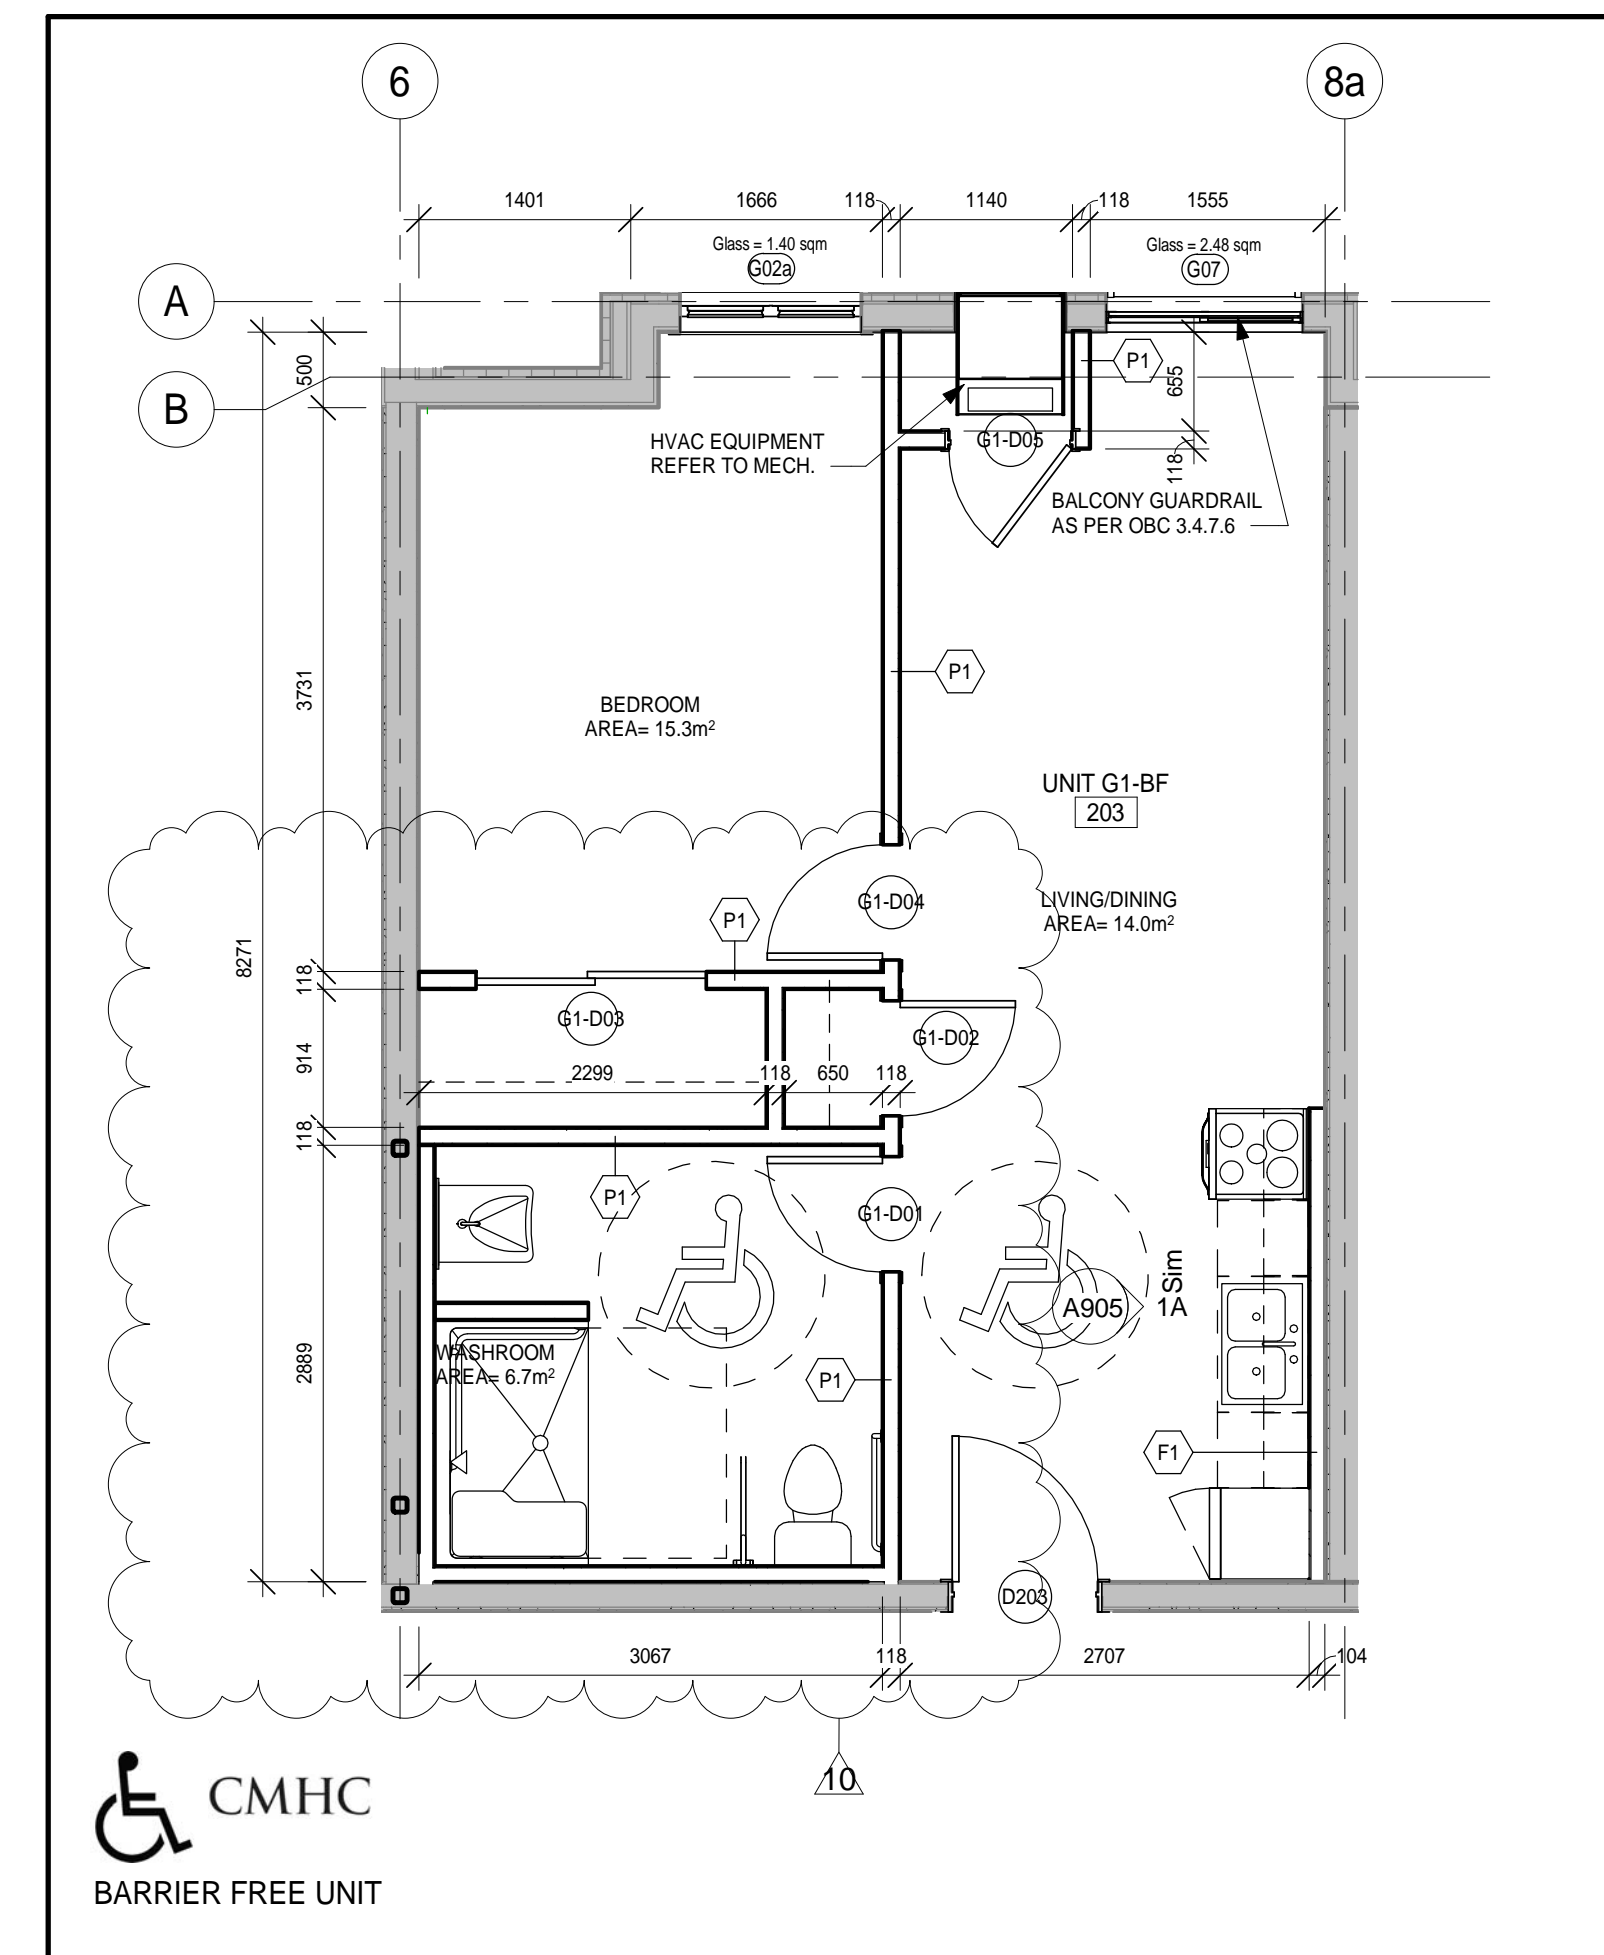 6
8a
1401
1666
118
1140
118
1555
Glass = 1.40 sqm
G02a
Glass = 2.48 sqm
G07
A
B
500
P1
655
HVAC EQUIPMENT
REFER TO MECH.
G1-D05
118
BALCONY GUARDRAIL
AS PER OBC 3.4.7.6
3731
P1
BEDROOM
AREA= 15.3m²
UNIT G1-BF
203
G1-D04
LIVING/DINING
AREA= 14.0m²
P1
8271
118
G1-D03
G1-D02
914
2299
118
650
118
118
P1
G1-D01
Sim
1A
A905
2889
WASHROOM
AREA= 6.7m²
P1
F1
D203
3067
118
2707
104
10
CMHC
BARRIER FREE UNIT